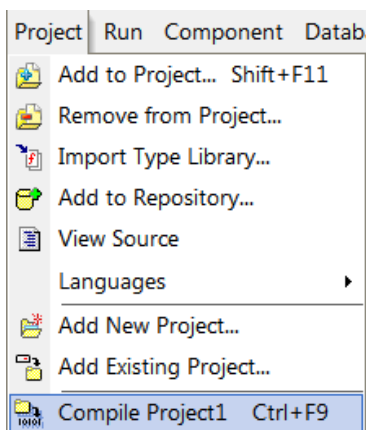 Project Run Component Datab
Add to Project... Shift+F11
Remove from Project...
Import Type Library...
Add to Repository...
View Source
Languages
Add New Project...
Add Existing Project...
Compile Project1 Ctrl+F9